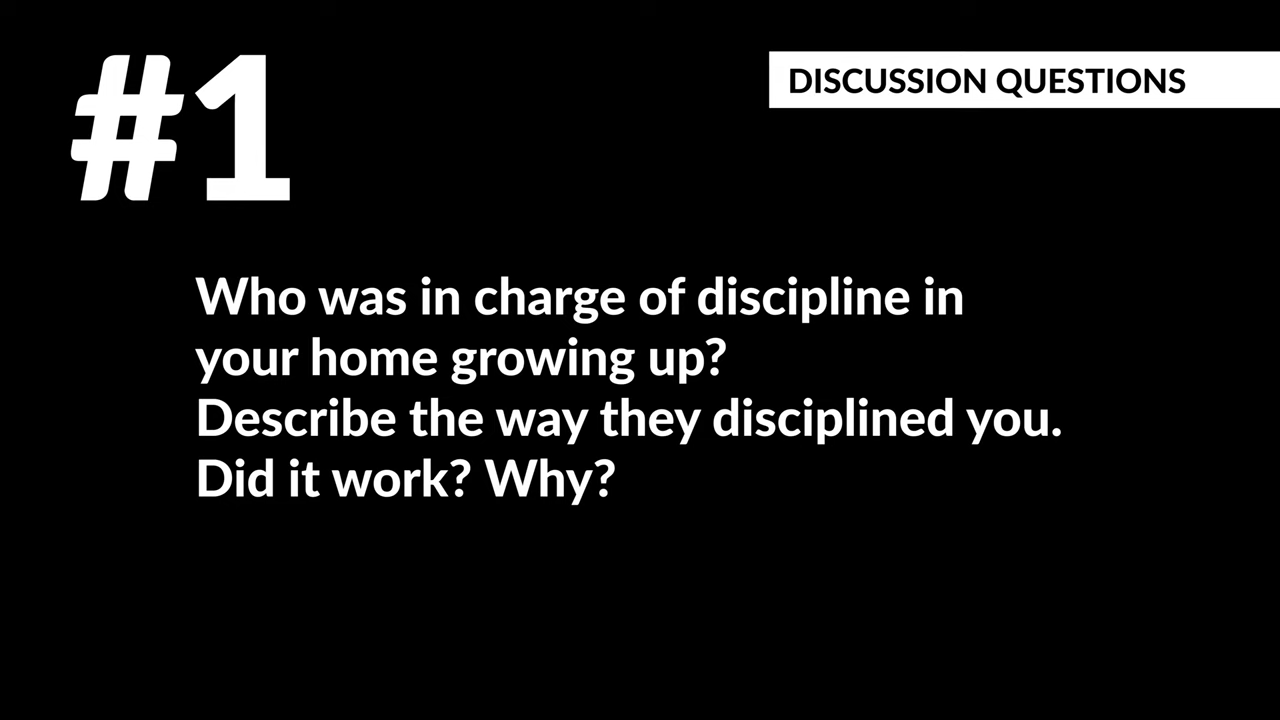 #1
DISCUSSION QUESTIONS
Who was in charge of discipline in
your home growing up?
Describe the way they disciplined you.
Did it work? Why?